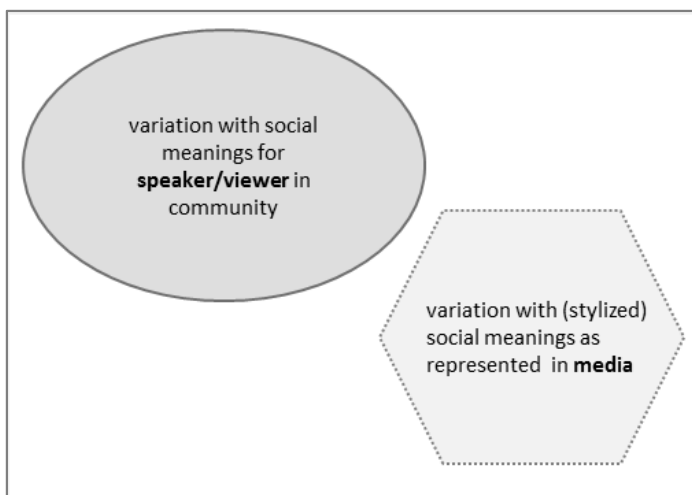 variation with social
meanings for
speaker/viewer in
community
variation with (stylized)
social meanings as
represented in media